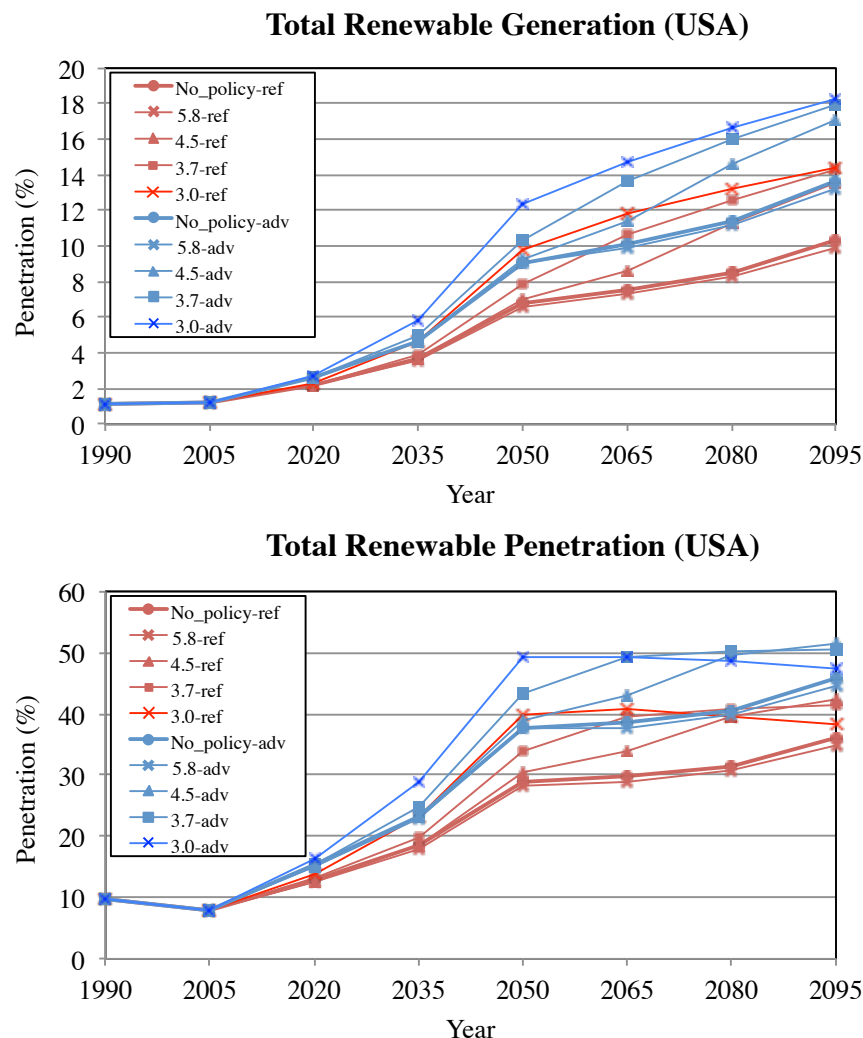 Total Renewable Generation (USA)
20
18
16
14
12
10
8
6
4
2
0
Penetration (%)
No_policy-ref
5.8-ref
4.5-ref
3.7-ref
3.0-ref
No_policy-adv
5.8-adv
4.5-adv
3.7-adv
3.0-adv
1990 2005 2020 2035 2050 2065 2080 2095
Year
Total Renewable Penetration (USA)
60
50
40
30
20
10
0
Penetration (%)
No_policy-ref
5.8-ref
4.5-ref
3.7-ref
3.0-ref
No_policy-adv
5.8-adv
4.5-adv
3.7-adv
3.0-adv
1990 2005 2020 2035 2050 2065 2080 2095
Year